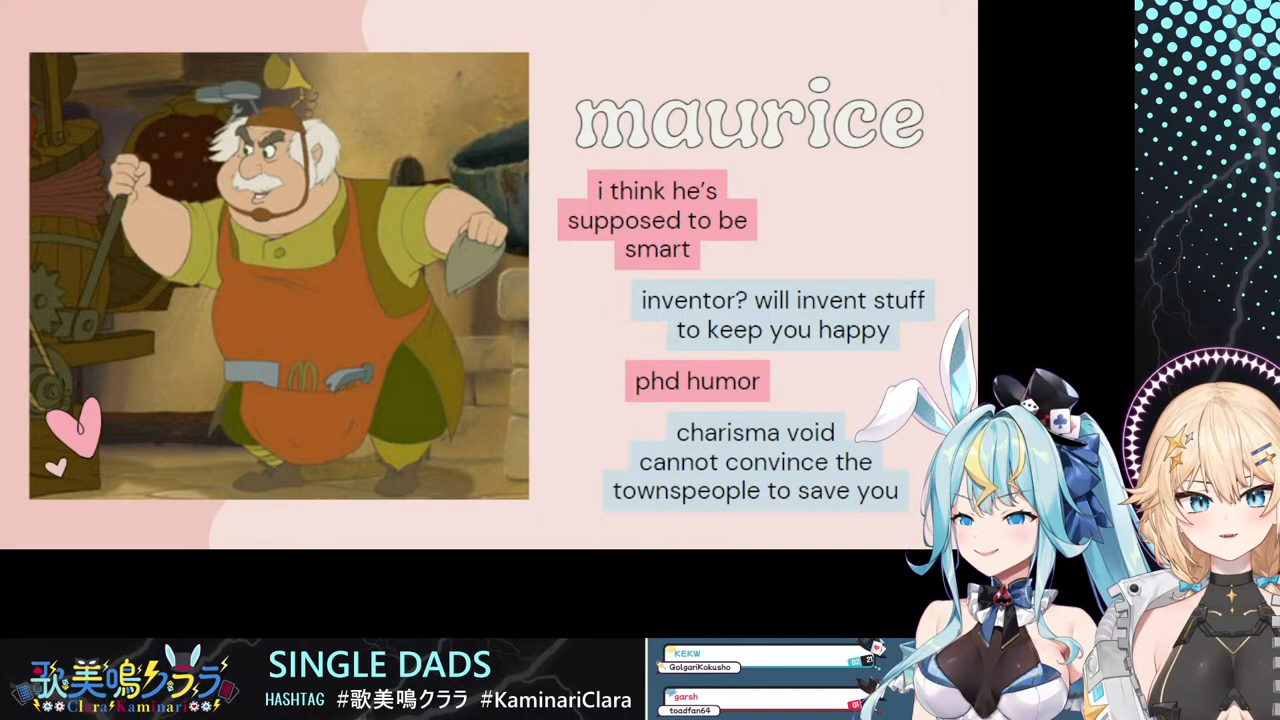 maurice
i think he's
supposed to be
smart
inventor? will invent stuff
to keep you happy
phd humor
charisma void
cannot convince the
townspeople to save you
歌美鳴クララ
Clara Kaminari
SINGLE DADS
HASHTAG #歌美鳴クララ #KaminariClara
KEKW
GolgariKokusho
garsh
toadfan64